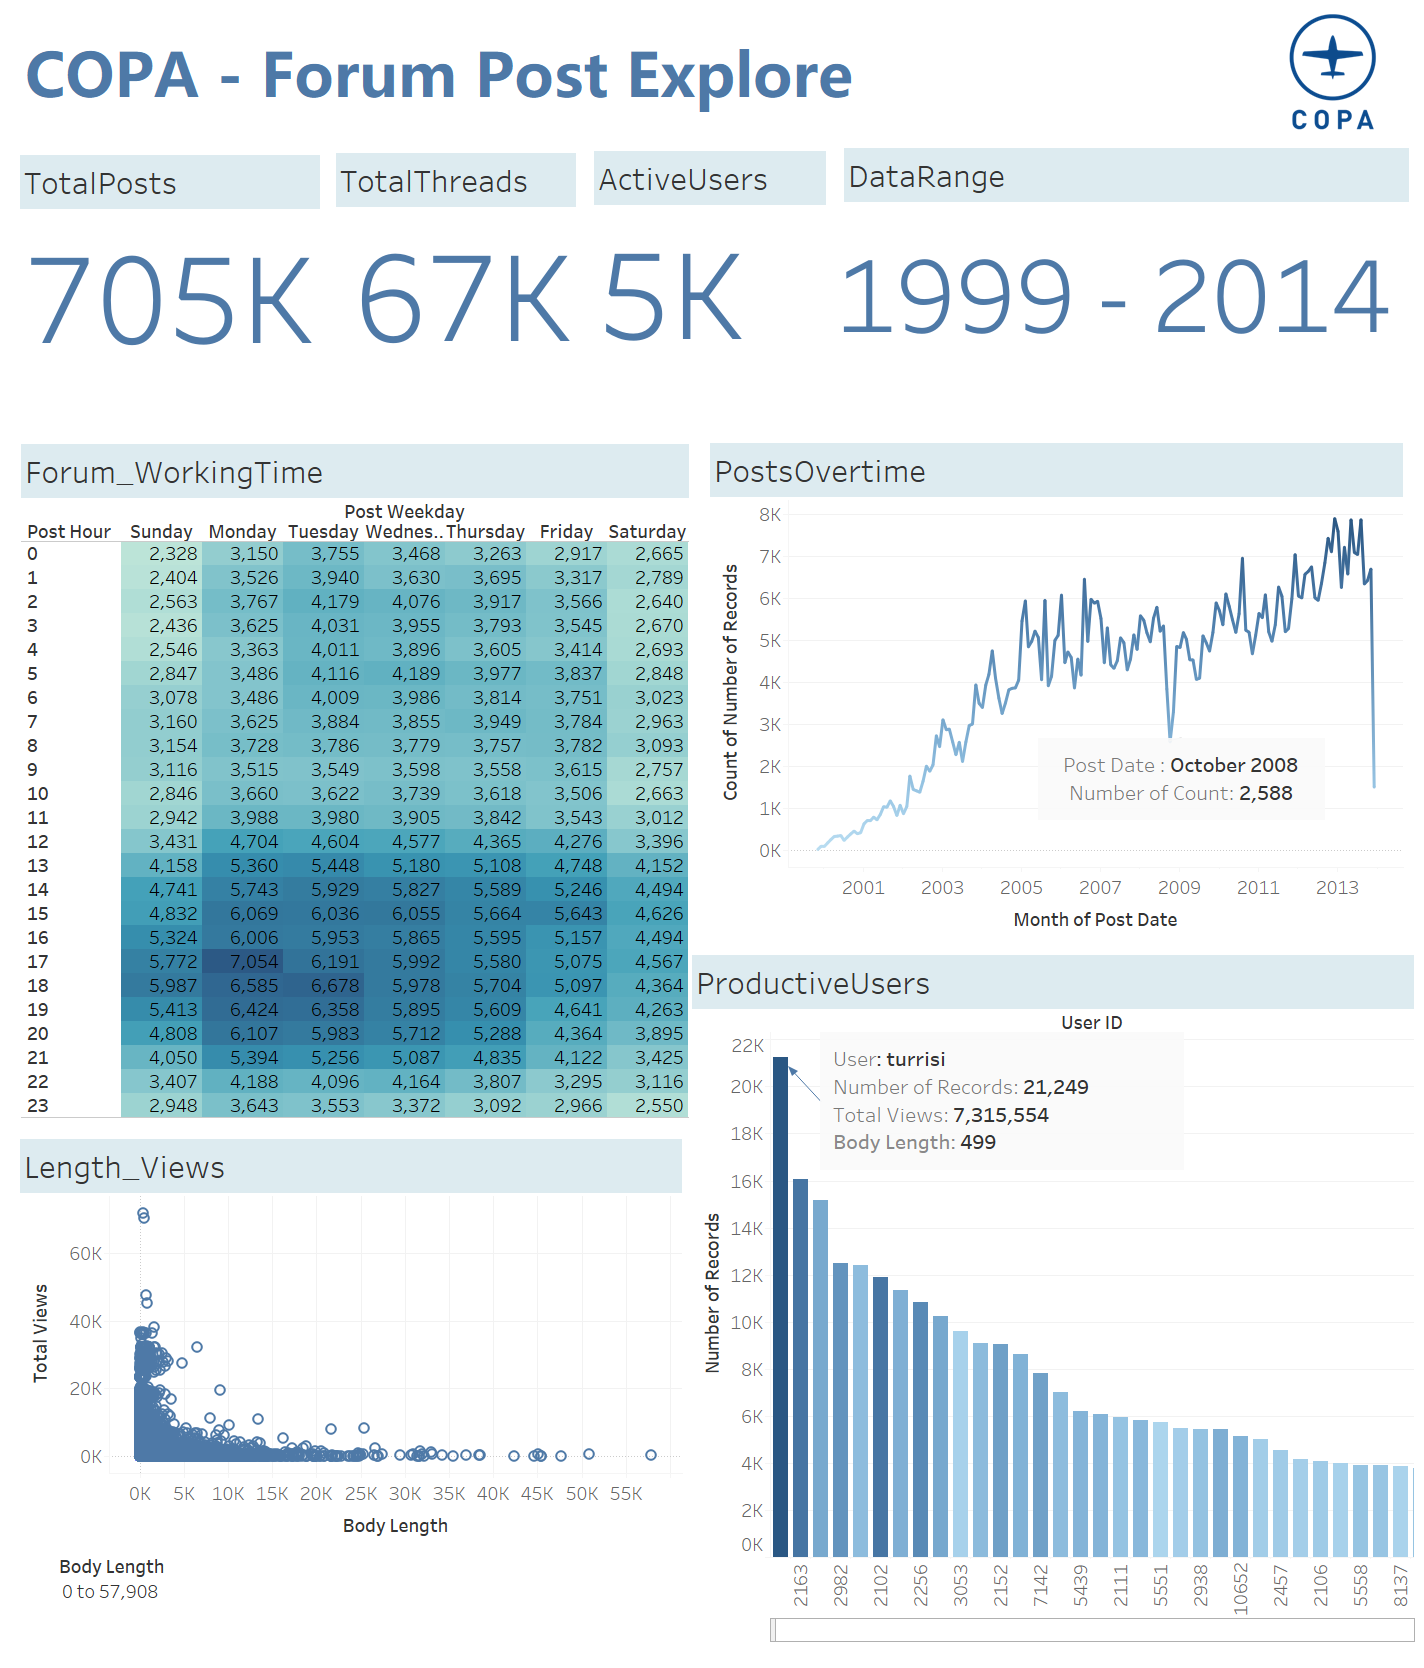 COPA - Forum Post Explore
COPA
TotalPosts
TotalThreads
ActiveUsers
DataRange
705K
67K
5K
1999 - 2014
Forum_WorkingTime
Post Weekday
Post Hour Sunday Monday Tuesday Wednes.. Thursday Friday Saturday
0 2,328 3,150 3,755 3,468 3,263 2,917 2,665
1 2,404 3,526 3,940 3,630 3,695 3,317 2,789
2 2,563 3,767 4,179 4,076 3,917 3,566 2,640
3 2,436 3,625 4,031 3,955 3,793 3,545 2,670
4 2,546 3,363 4,011 3,896 3,605 3,414 2,693
5 2,847 3,486 4,116 4,189 3,977 3,837 2,848
6 3,078 3,486 4,009 3,986 3,814 3,751 3,023
7 3,160 3,625 3,884 3,855 3,949 3,784 2,963
8 3,154 3,728 3,786 3,779 3,757 3,782 3,093
9 3,116 3,515 3,549 3,598 3,558 3,615 2,757
10 2,846 3,660 3,622 3,739 3,618 3,506 2,663
11 2,942 3,988 3,980 3,905 3,842 3,543 3,012
12 3,431 4,704 4,604 4,577 4,365 4,276 3,396
13 4,158 5,360 5,448 5,180 5,108 4,748 4,152
14 4,741 5,743 5,929 5,827 5,589 5,246 4,494
15 4,832 6,069 6,036 6,055 5,664 5,643 4,626
16 5,324 6,006 5,953 5,865 5,595 5,157 4,494
17 5,772 7,054 6,191 5,992 5,580 5,075 4,567
18 5,987 6,585 6,678 5,978 5,704 5,097 4,364
19 5,413 6,424 6,358 5,895 5,609 4,641 4,263
20 4,808 6,107 5,983 5,712 5,288 4,364 3,895
21 4,050 5,394 5,256 5,087 4,835 4,122 3,425
22 3,407 4,188 4,096 4,164 3,807 3,295 3,116
23 2,948 3,643 3,553 3,372 3,092 2,966 2,550
PostsOvertime
Count of Number of Records
8K
7K
6K
5K
4K
3K
2K
1K
0K
Post Date : October 2008
Number of Count: 2,588
2001 2003 2005 2007 2009 2011 2013
Month of Post Date
ProductiveUsers
User ID
Number of Records
22K
20K
18K
16K
14K
12K
10K
8K
6K
4K
2K
0K
User: turrisi
Number of Records: 21,249
Total Views: 7,315,554
Body Length: 499
2163 2982 2102 2256 3053 2152 7142 5439 2111 5551 2938 10652 2457 2106 5558 8137
Length_Views
Total Views
60K
40K
20K
0K
0K 5K 10K 15K 20K 25K 30K 35K 40K 45K 50K 55K
Body Length
Body Length
0 to 57,908